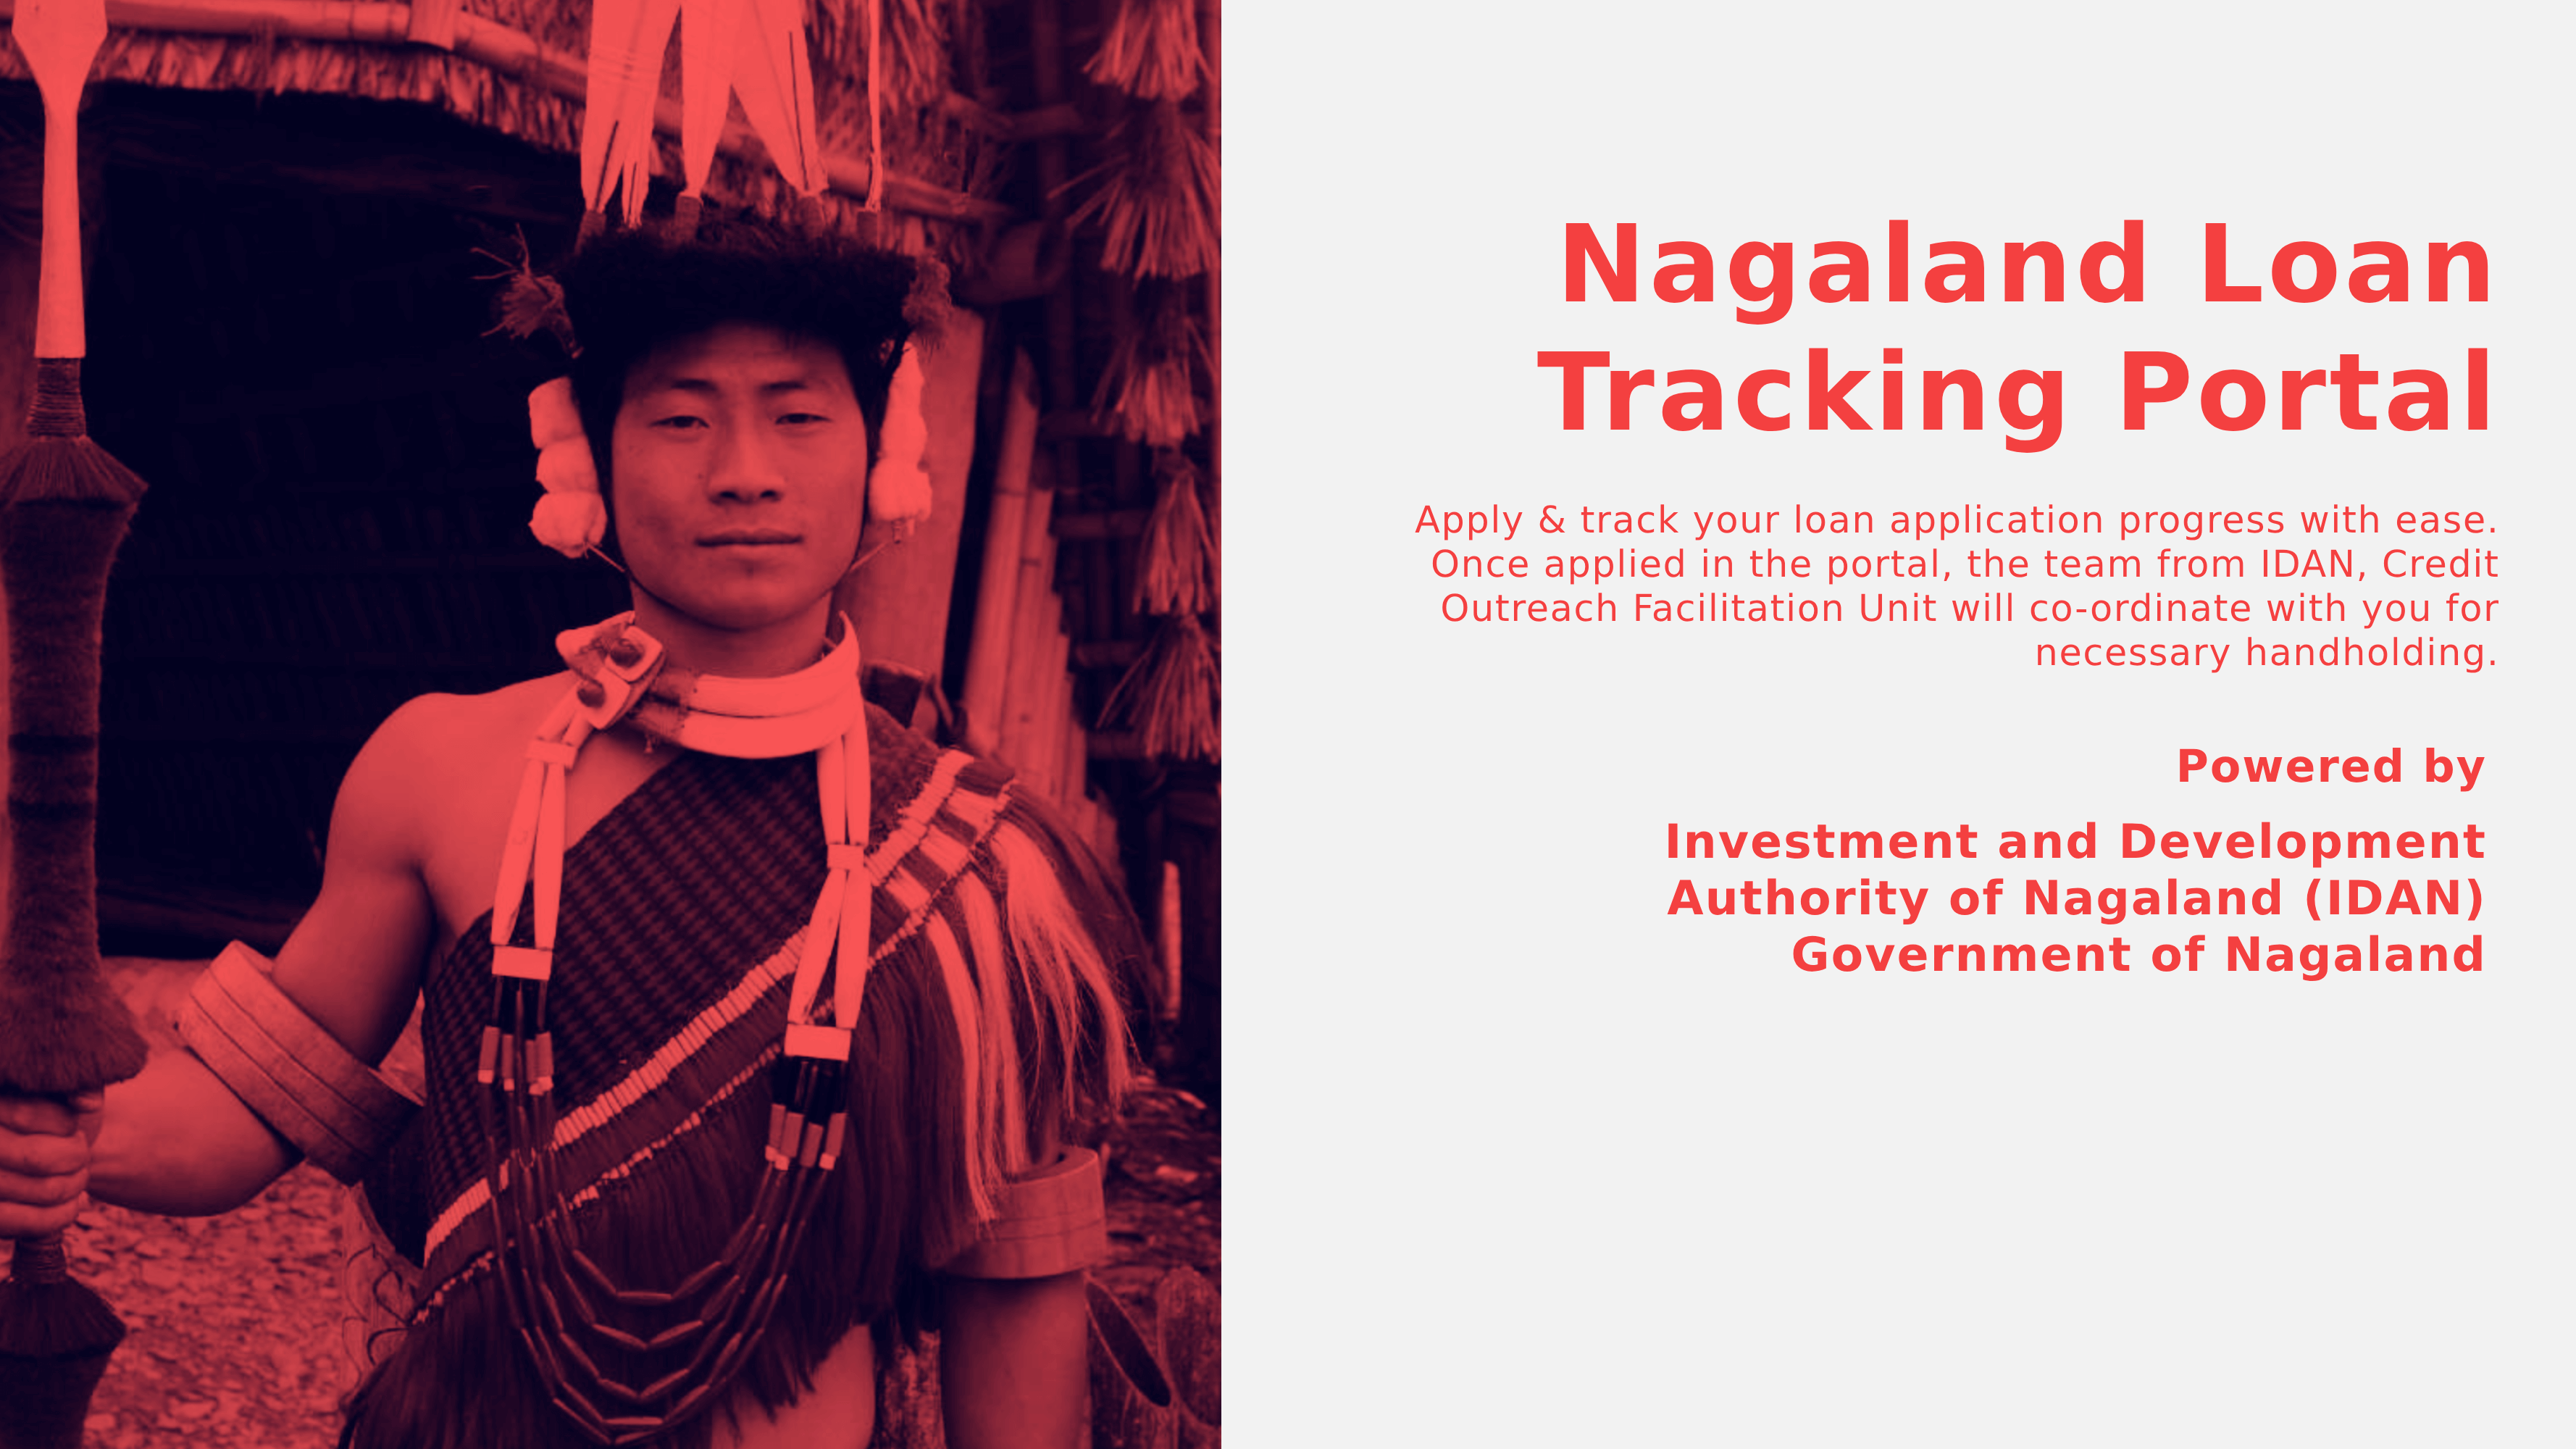 Nagaland Loan
Tracking Portal
Apply & track your loan application progress with ease.
Once applied in the portal, the team from IDAN, Credit
Outreach Facilitation Unit will co-ordinate with you for
necessary handholding.
Powered by
Investment and Development
Authority of Nagaland (IDAN)
Government of Nagaland